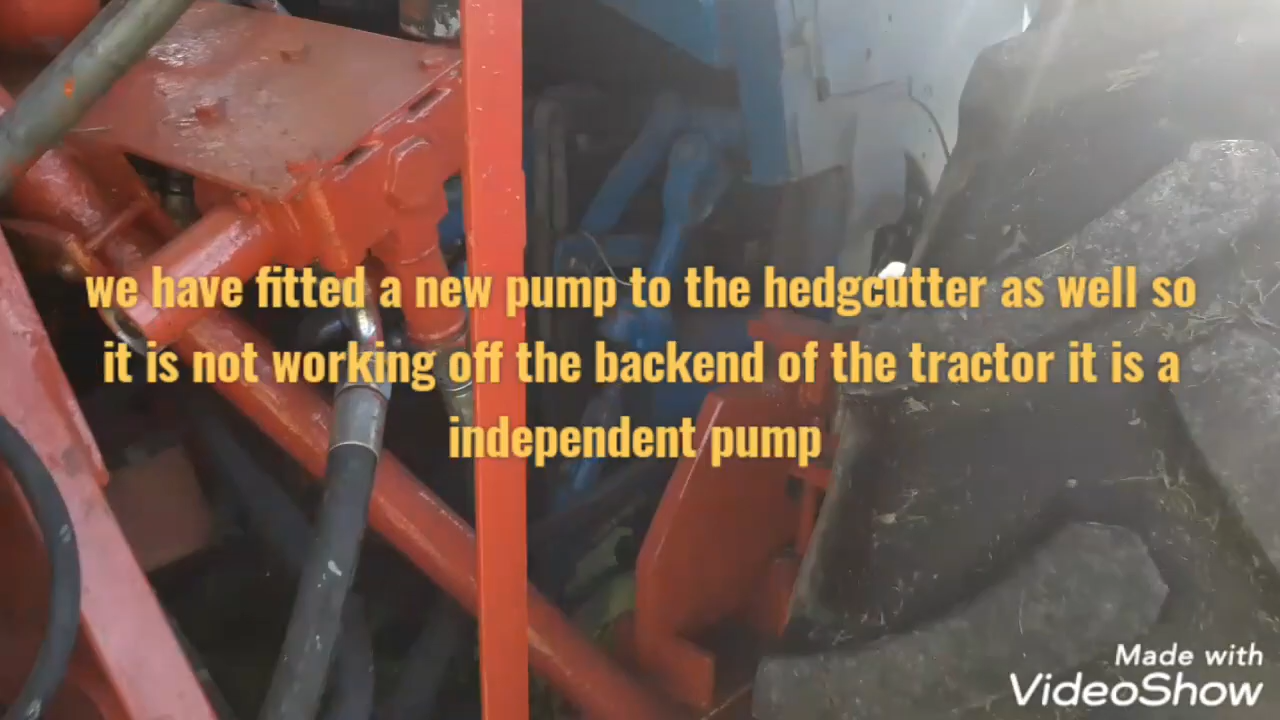 we have fitted a new pump to the hedgcutter as well so
it is not working off the backend of the tractor it is a
independent pump
Made with
VideoShow